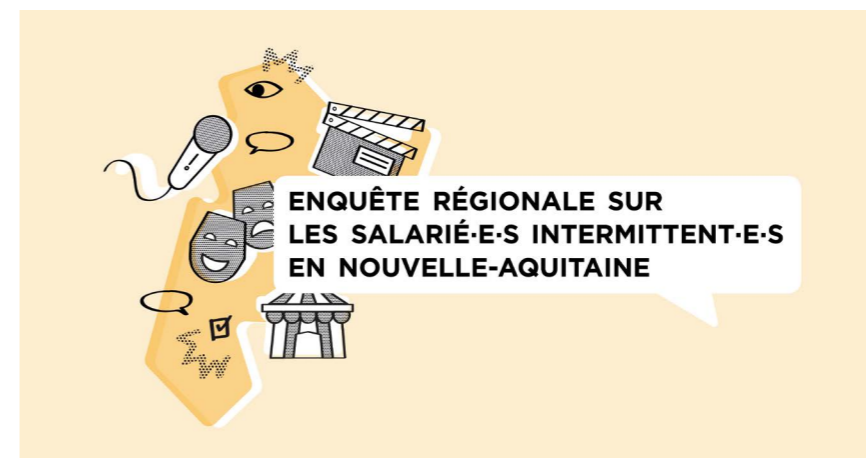 ENQUÊTE RÉGIONALE SUR
LES SALARIÉ·E·S INTERMITTENT·E·S
EN NOUVELLE-AQUITAINE